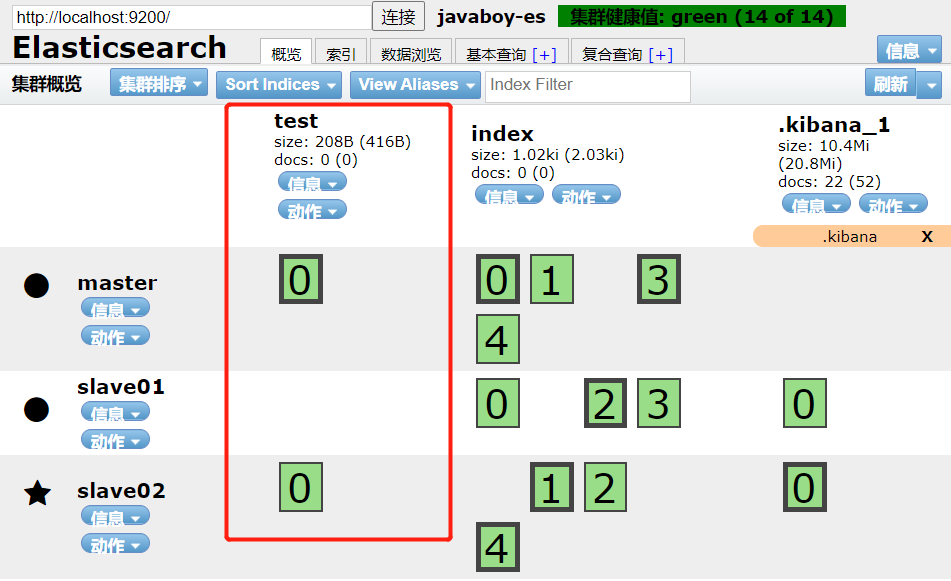 http://localhost:9200/ 连接 javaboy-es 集群健康值: green (14 of 14)
Elasticsearch 概览 索引 数据浏览 基本查询 [+] 复合查询 [+] 信息
集群概览 集群排序 Sort Indices View Aliases Index Filter 刷新
test
size: 208B (416B)
docs: 0 (0)
信息
动作
index
size: 1.02ki (2.03ki)
docs: 0 (0)
信息 动作
.kibana_1
size: 10.4Mi
(20.8Mi)
docs: 22 (52)
信息 动作
.kibana X
master
信息
动作
0 0 1 3
4
slave01
信息
动作
0 2 3 0
slave02
信息
动作
0 1 2 0
4